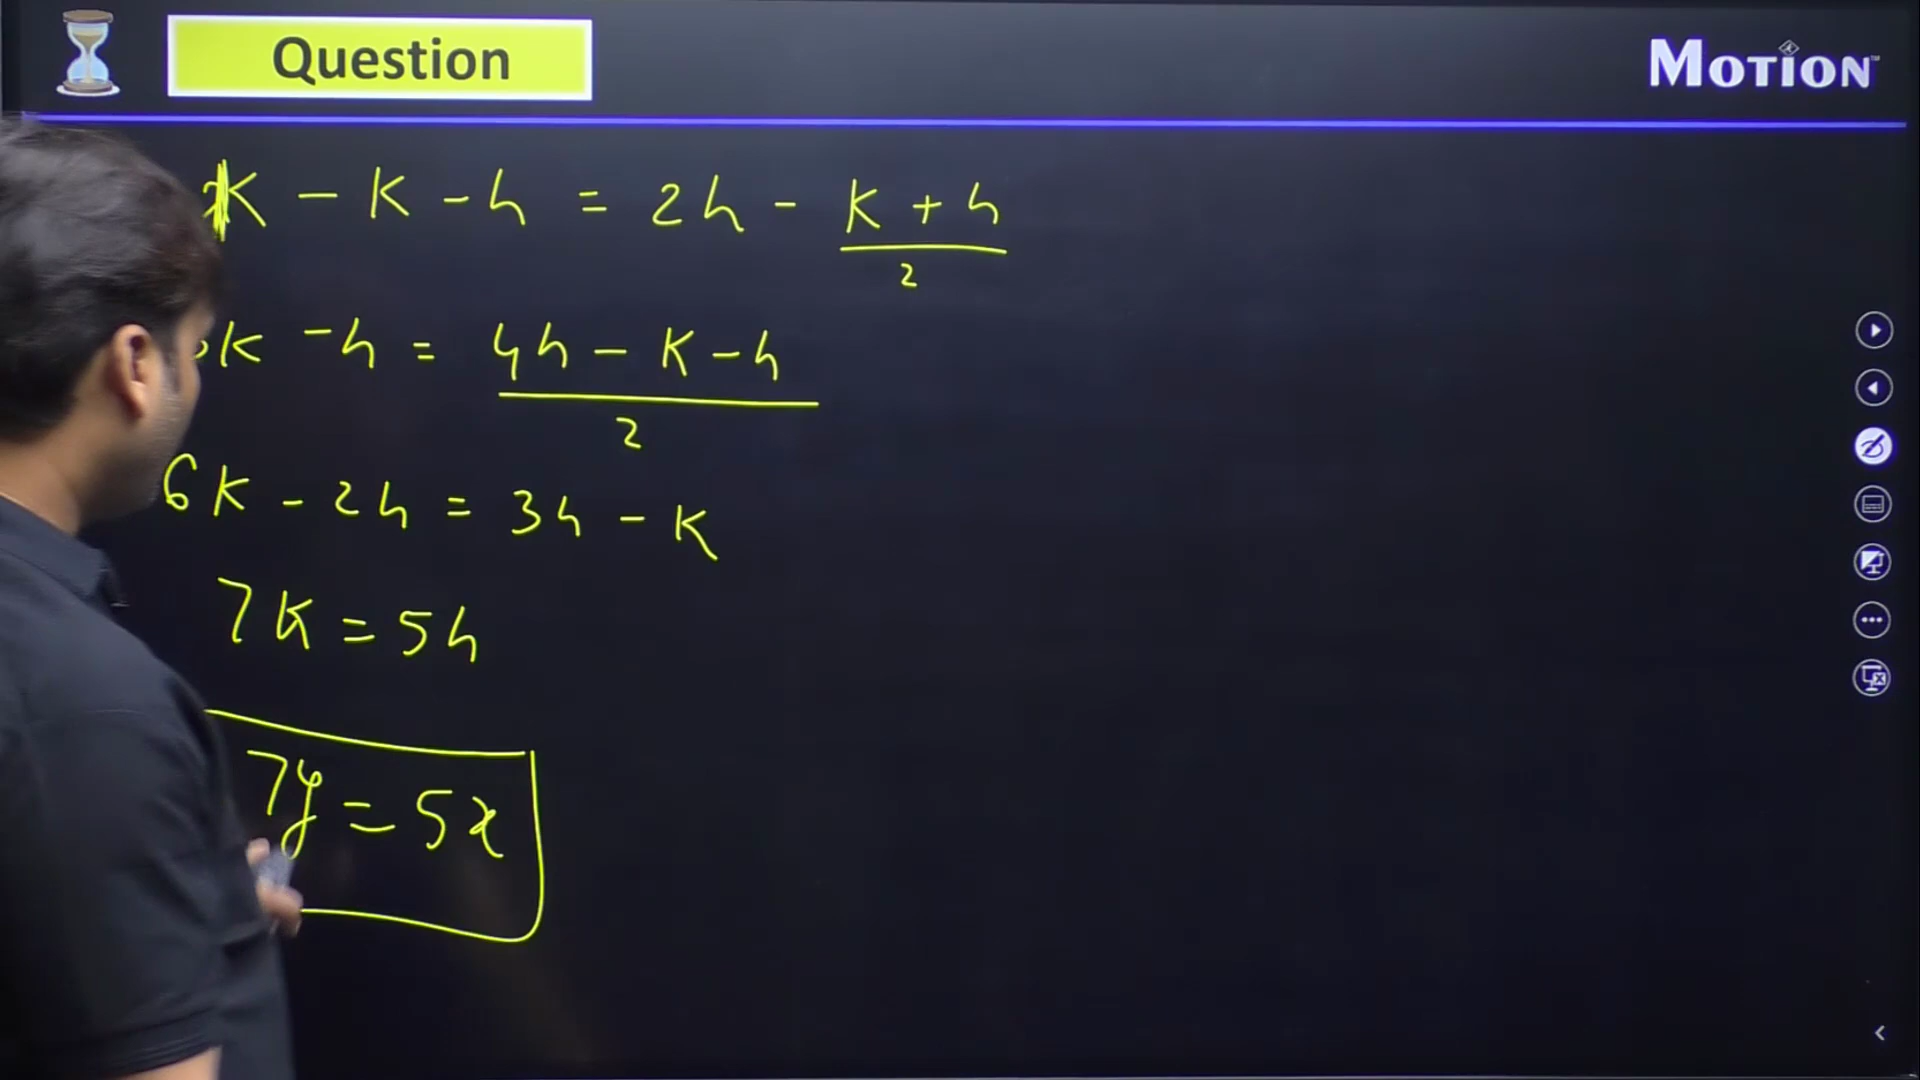 Question
MOTION
K - K - h = 2h - (K + h)/2
K - h = (4h - K - h)/2
6K - 2h = 3h - K
7K = 5h
7y = 5x